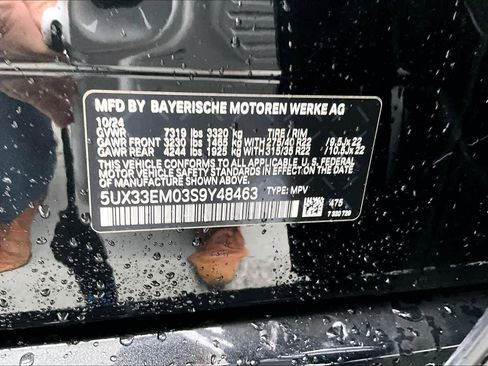 MFD BY BAYERISCHE MOTOREN WERKE AG
10/24
GVWR 7319 lbs 3320 kg TIRE / RIM
GAWR FRONT 3230 lbs 1465 kg WITH 275/40 R22 / 9.5Jx22
GAWR REAR 4244 lbs 1925 kg WITH 315/35 R22 / 10.5Jx22
THIS VEHICLE CONFORMS TO ALL APPLICABLE U.S. FEDERAL
MOTOR VEHICLE SAFETY STANDARDS IN EFFECT ON THE DATE
OF MANUFACTURE SHOWN ABOVE.
5UX33EM03S9Y48463 TYPE: MPV
475